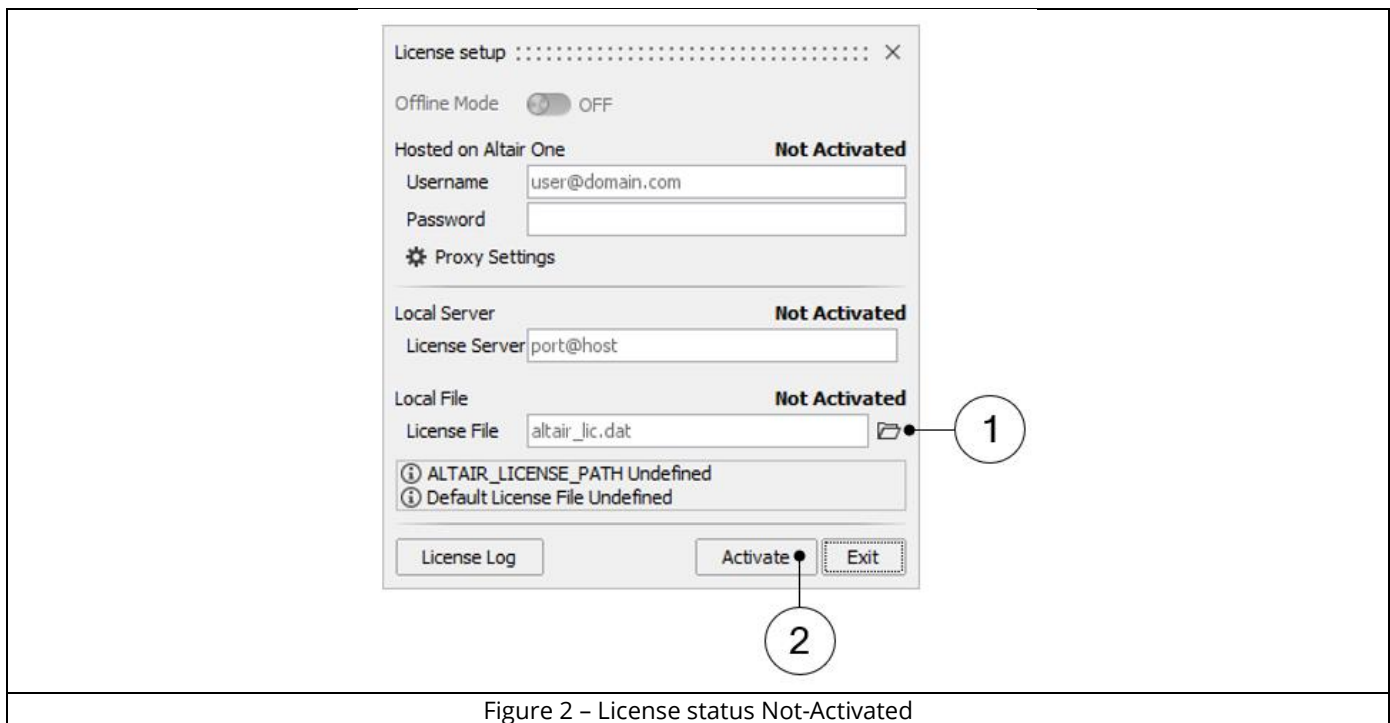 License setup
Offline Mode OFF
Hosted on Altair One Not Activated
Username user@domain.com
Password
Proxy Settings
Local Server Not Activated
License Server port@host
Local File Not Activated
License File altair_lic.dat
1
ALTAIR_LICENSE_PATH Undefined
Default License File Undefined
License Log Activate Exit
2
Figure 2 – License status Not-Activated